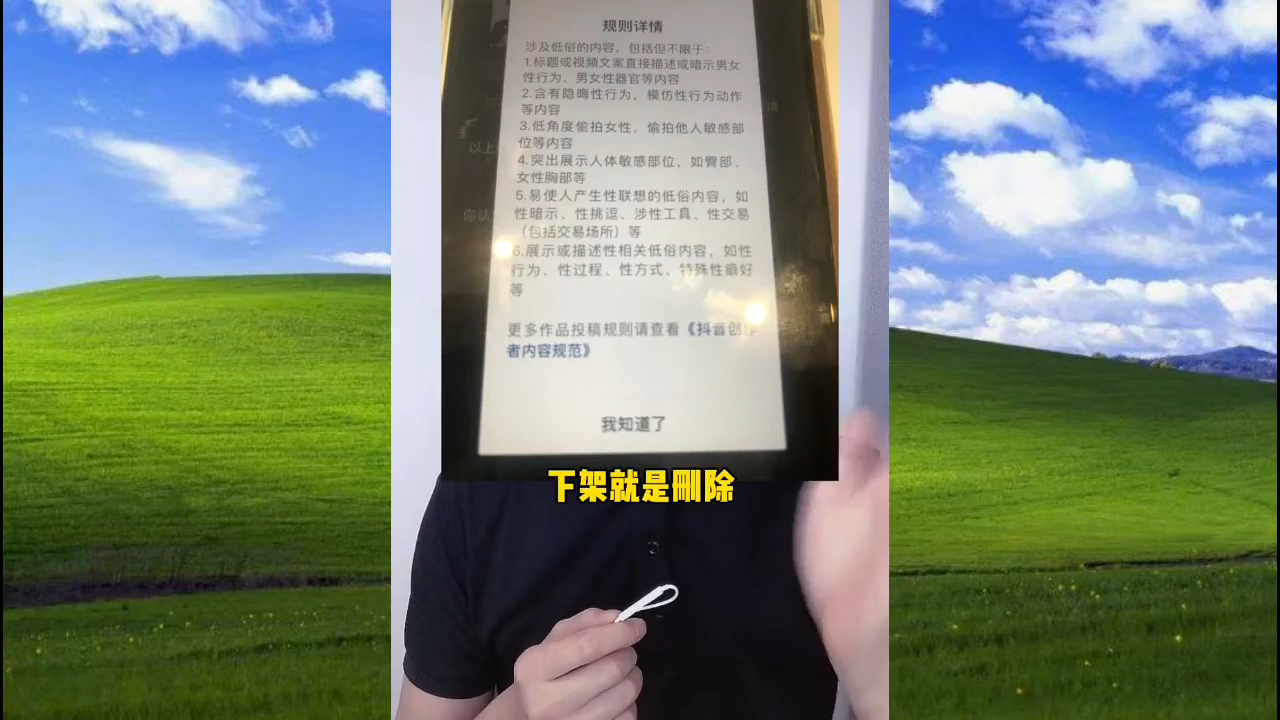 规则详情
涉及低俗的内容，包括但不限于：
1.标题或视频文案直接描述或暗示男女
性行为、男女性器官等内容
2.含有隐晦性行为，模仿性行为动作
等内容
3.低角度偷拍女性，偷拍他人敏感部
位等内容
4.突出展示人体敏感部位，如臀部、
女性胸部等
5.易使人产生性联想的低俗内容，如
性暗示、性挑逗、涉性工具、性交易
（包括交易场所）等
6.展示或描述性相关低俗内容，如性
行为、性过程、性方式、特殊性癖好
等
更多作品投稿规则请查看《抖音创作
者内容规范》
我知道了
以上
你认
下架就是刪除